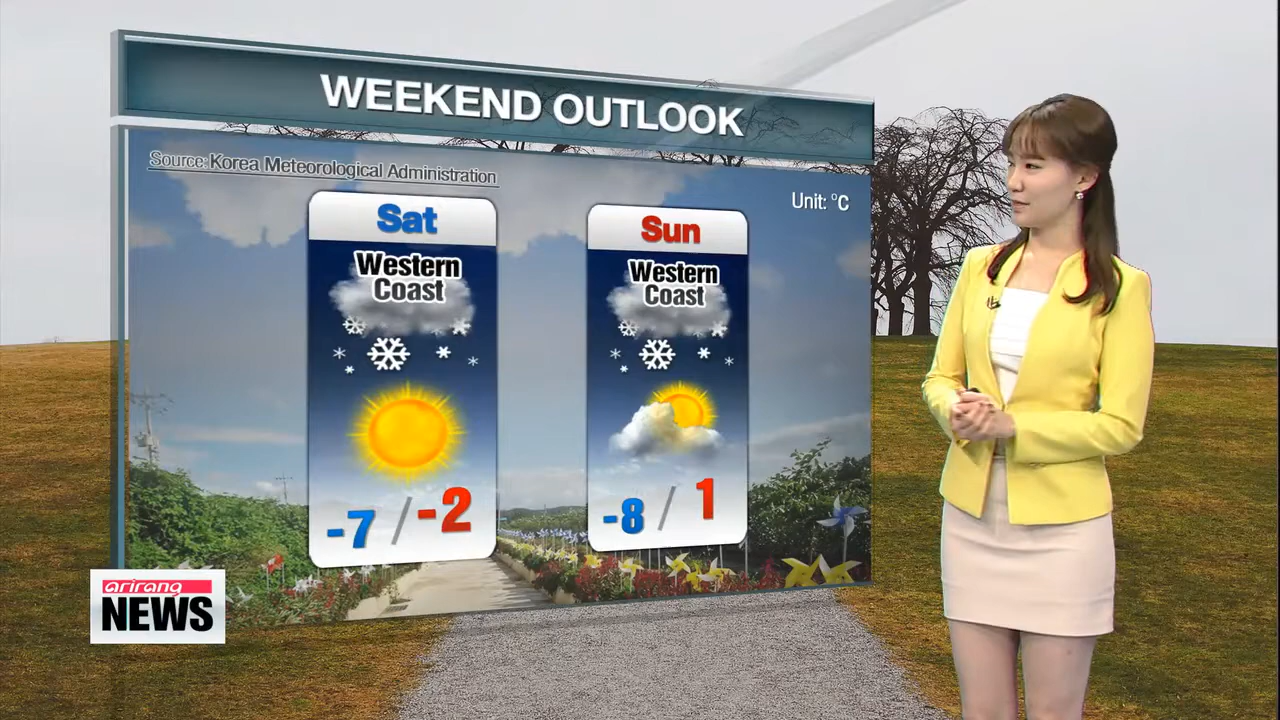 WEEKEND OUTLOOK
Source: Korea Meteorological Administration
Unit: °C
Sat
Western
Coast
-7 / -2
Sun
Western
Coast
-8 / 1
arirang
NEWS